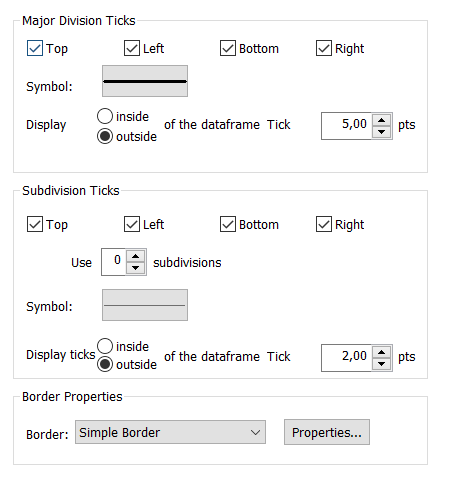 Major Division Ticks
Top Left Bottom Right
Symbol:
Display inside outside of the dataframe Tick 5,00 pts
Subdivision Ticks
Top Left Bottom Right
Use 0 subdivisions
Symbol:
Display ticks inside outside of the dataframe Tick 2,00 pts
Border Properties
Border: Simple Border Properties...